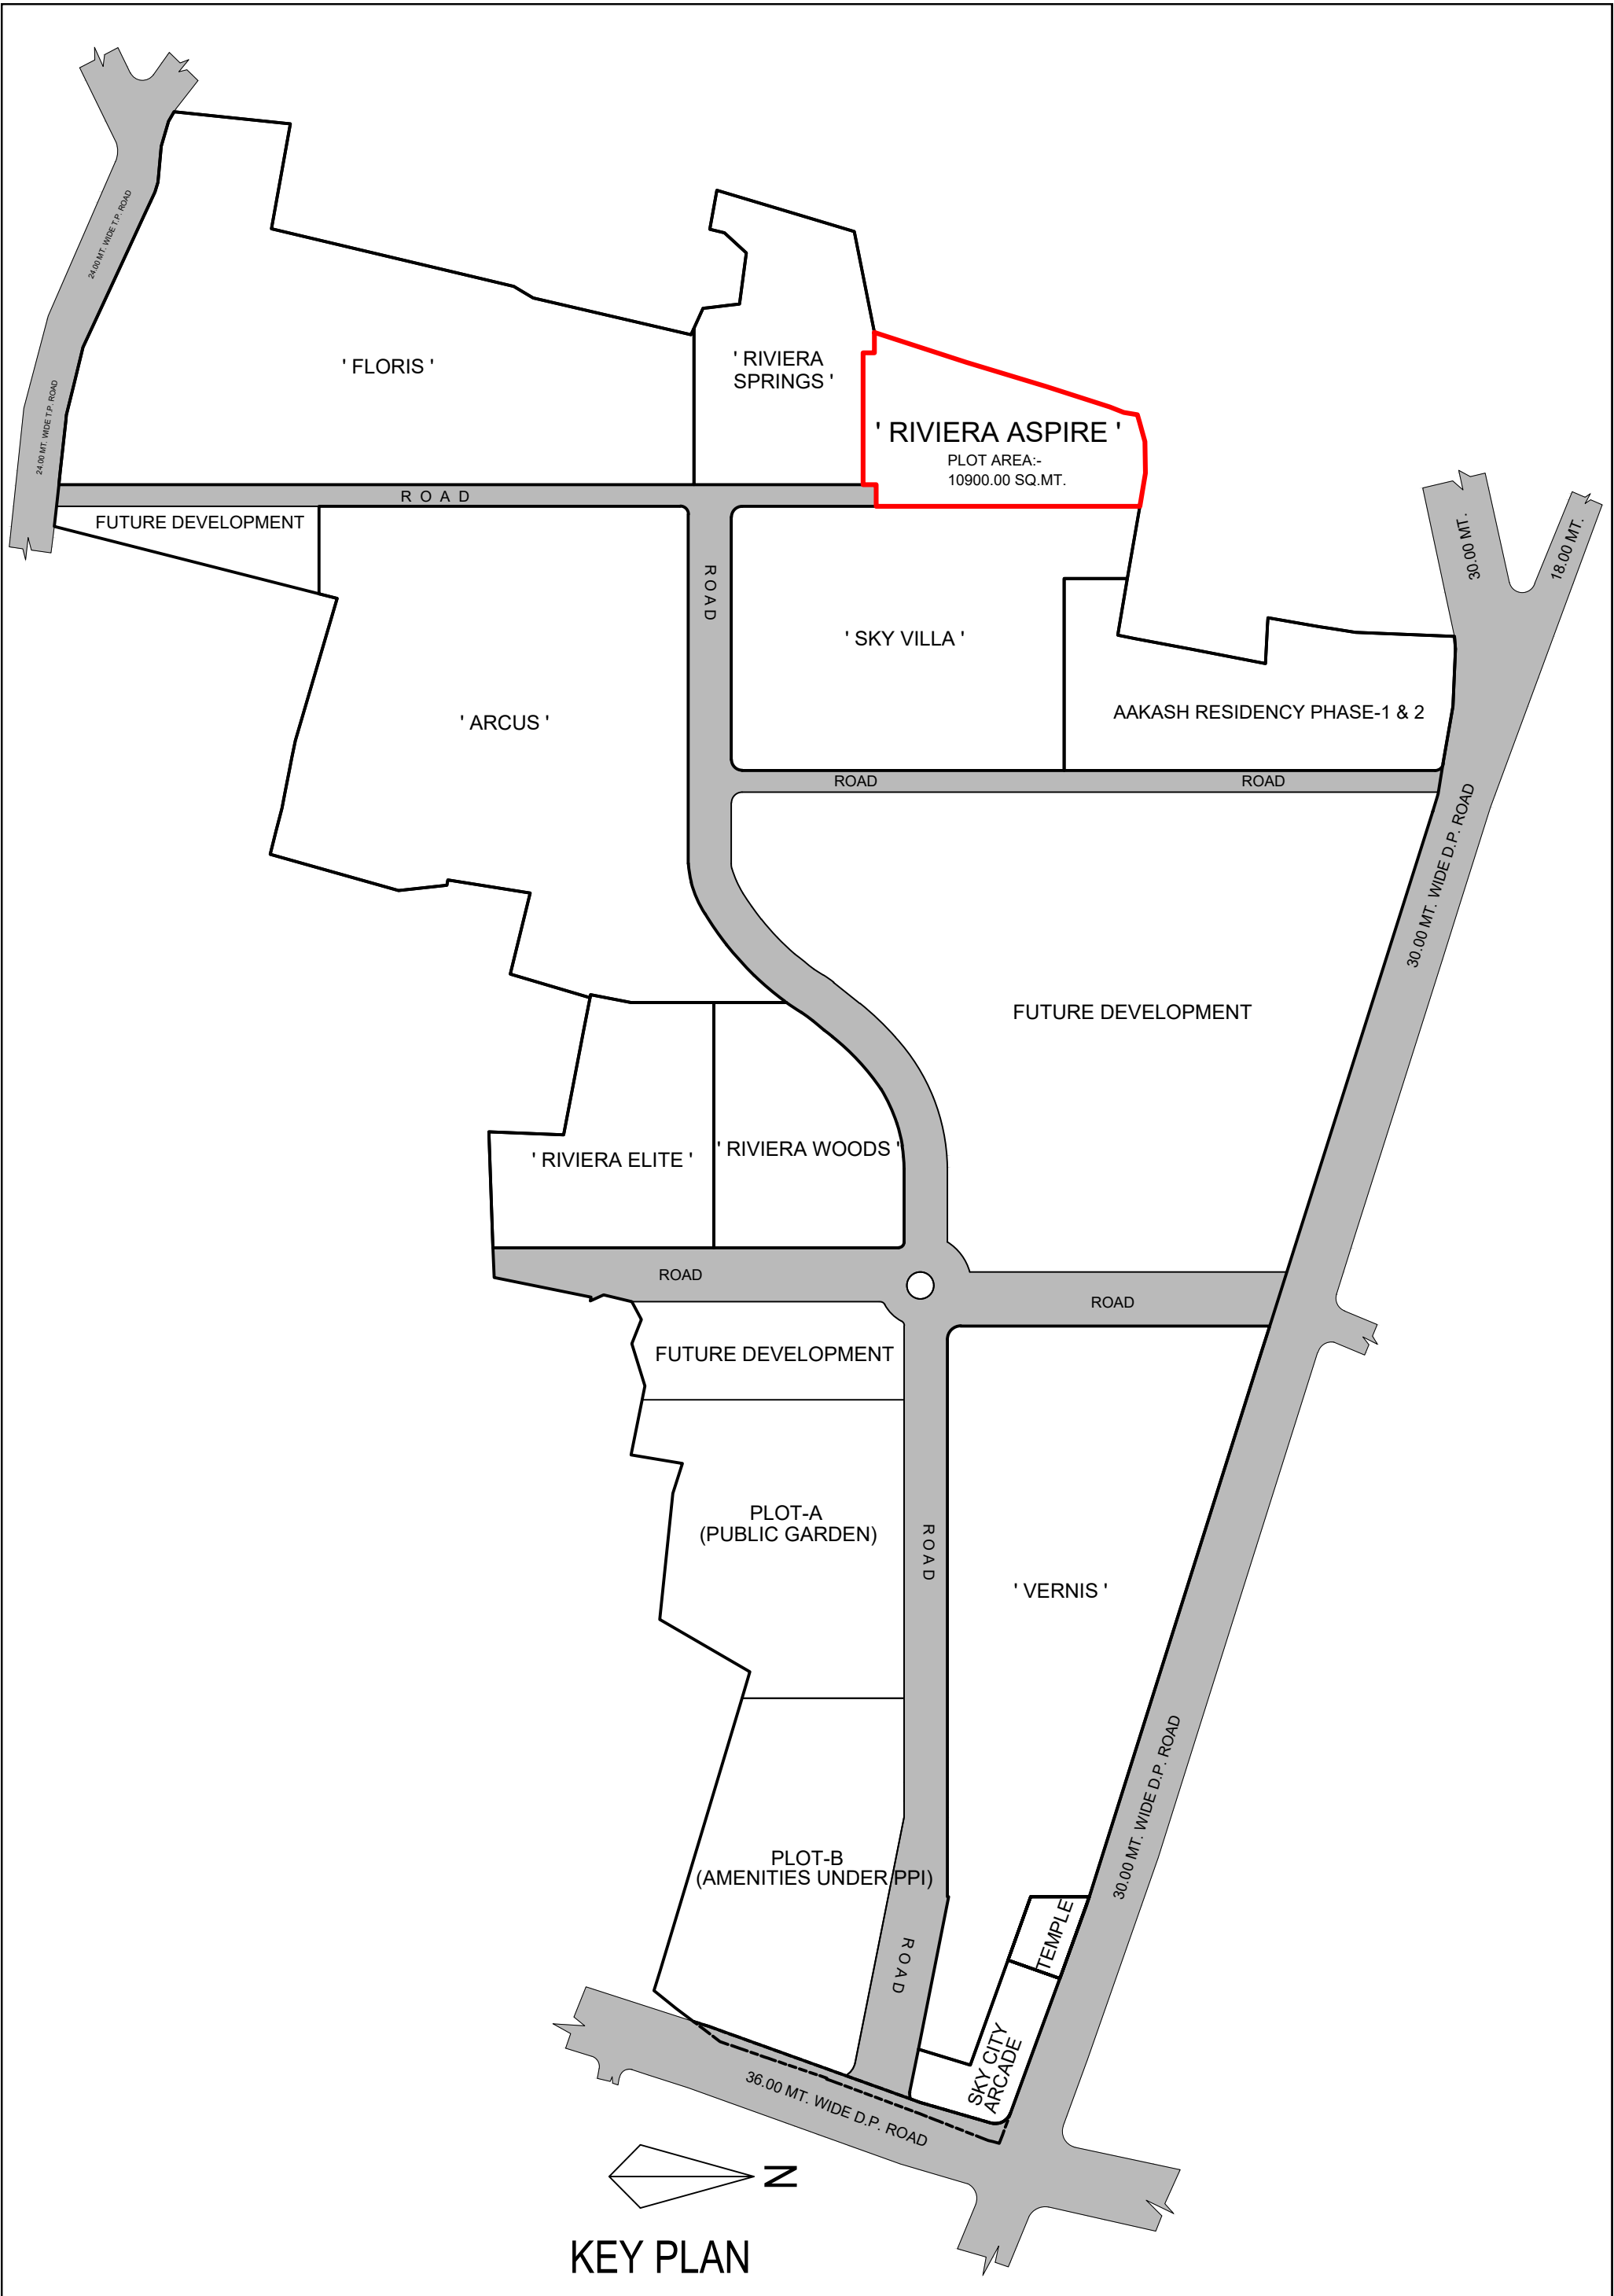 24.00 MT. WIDE T.P. ROAD
24.00 MT. WIDE T.P. ROAD
' FLORIS '
' RIVIERA
SPRINGS '
' RIVIERA ASPIRE '
PLOT AREA:-
10900.00 SQ.MT.
ROAD
FUTURE DEVELOPMENT
30.00 MT.
18.00 MT.
ROAD
' SKY VILLA '
' ARCUS '
AAKASH RESIDENCY PHASE-1 & 2
ROAD
ROAD
30.00 MT. WIDE D.P. ROAD
FUTURE DEVELOPMENT
' RIVIERA ELITE '
' RIVIERA WOODS '
ROAD
ROAD
FUTURE DEVELOPMENT
PLOT-A
(PUBLIC GARDEN)
ROAD
' VERNIS '
30.00 MT. WIDE D.P. ROAD
PLOT-B
(AMENITIES UNDER PPI)
ROAD
TEMPLE
SKY CITY
ARCADE
36.00 MT. WIDE D.P. ROAD
N
KEY PLAN